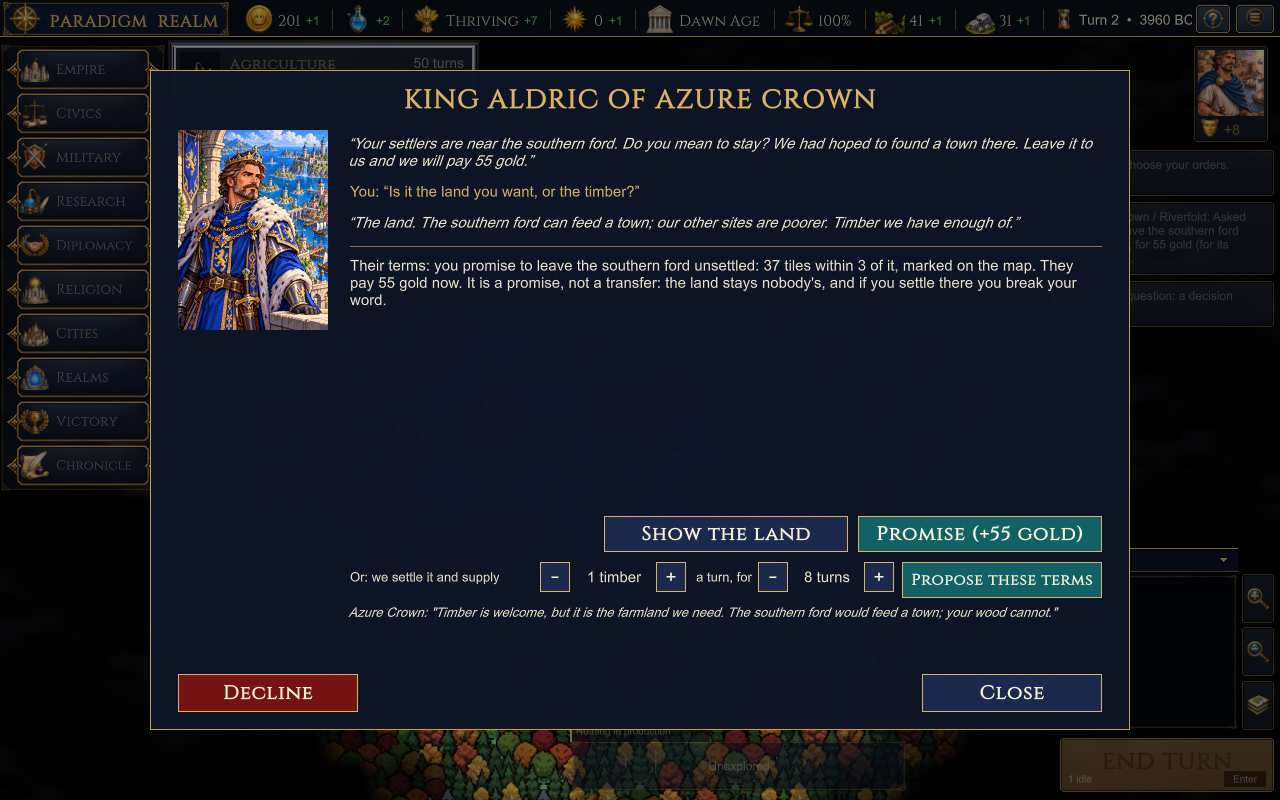 PARADIGM REALM
201 +1
+2
THRIVING +7
0 +1
DAWN AGE
100%
41 +1
31 +1
Turn 2 • 3960 BC
EMPIRE
CIVICS
MILITARY
RESEARCH
DIPLOMACY
RELIGION
CITIES
REALMS
VICTORY
CHRONICLE
AGRICULTURE
50 turns
+8
hoose your orders.
own / Riverfold: Asked
ve the southern ford
, for 55 gold (for its
question: a decision
KING ALDRIC OF AZURE CROWN
“Your settlers are near the southern ford. Do you mean to stay? We had hoped to found a town there. Leave it to
us and we will pay 55 gold.”
You: “Is it the land you want, or the timber?”
“The land. The southern ford can feed a town; our other sites are poorer. Timber we have enough of.”
Their terms: you promise to leave the southern ford unsettled: 37 tiles within 3 of it, marked on the map. They
pay 55 gold now. It is a promise, not a transfer: the land stays nobody's, and if you settle there you break your
word.
SHOW THE LAND
PROMISE (+55 GOLD)
Or: we settle it and supply
- 1 timber + a turn, for - 8 turns +
PROPOSE THESE TERMS
Azure Crown: "Timber is welcome, but it is the farmland we need. The southern ford would feed a town; your wood cannot."
DECLINE
CLOSE
Nothing is production
Unexplored
END TURN
1 idle
Enter